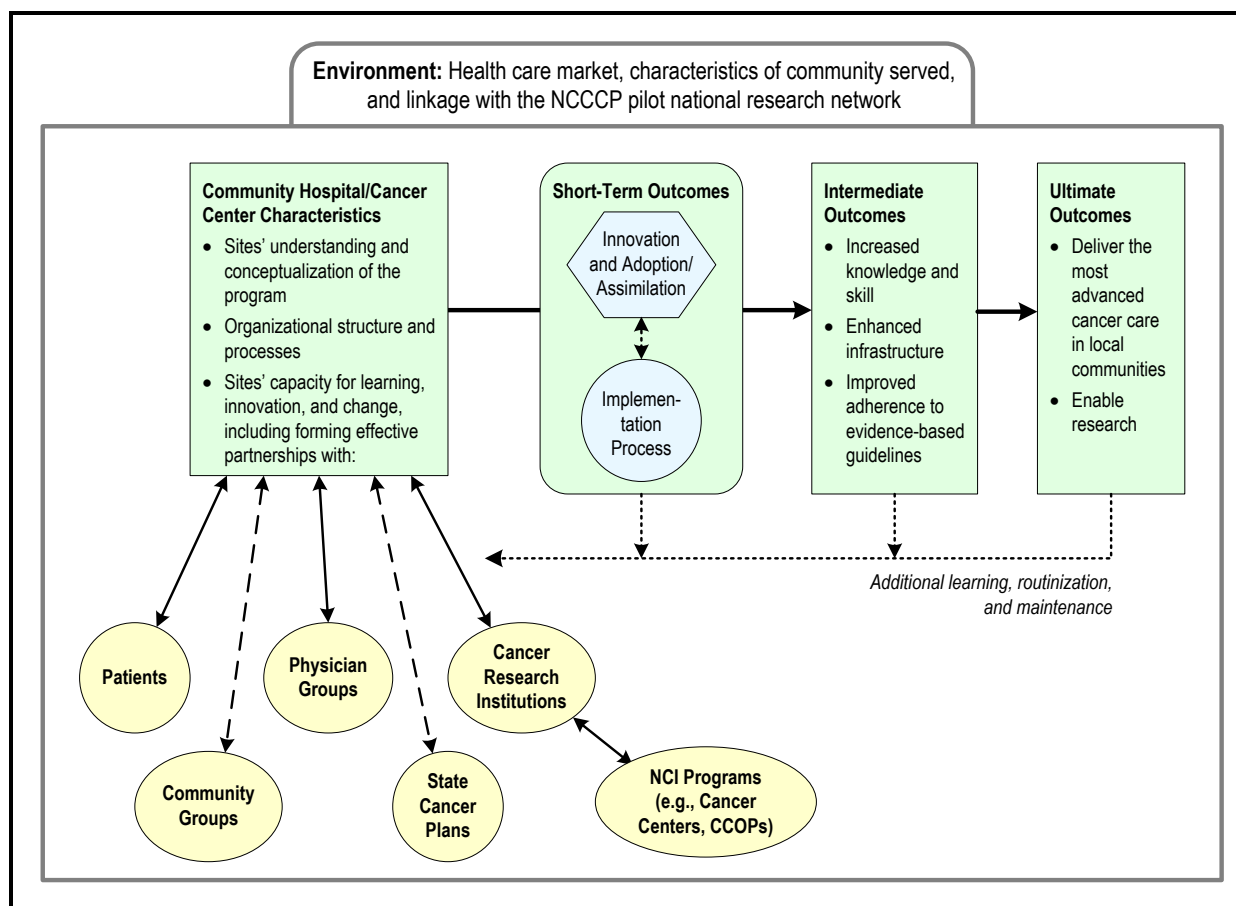 Environment: Health care market, characteristics of community served,
and linkage with the NCCCP pilot national research network
Community Hospital/Cancer
Center Characteristics
• Sites’ understanding and
conceptualization of the
program
• Organizational structure and
processes
• Sites’ capacity for learning,
innovation, and change,
including forming effective
partnerships with:
Short-Term Outcomes
Innovation
and Adoption/
Assimilation
Implemen-
tation
Process
Intermediate
Outcomes
• Increased
knowledge and
skill
• Enhanced
infrastructure
• Improved
adherence to
evidence-based
guidelines
Ultimate
Outcomes
• Deliver the
most
advanced
cancer care
in local
communities
• Enable
research
Additional learning, routinization,
and maintenance
Patients
Physician
Groups
Cancer
Research
Institutions
Community
Groups
State
Cancer
Plans
NCI Programs
(e.g., Cancer
Centers, CCOPs)